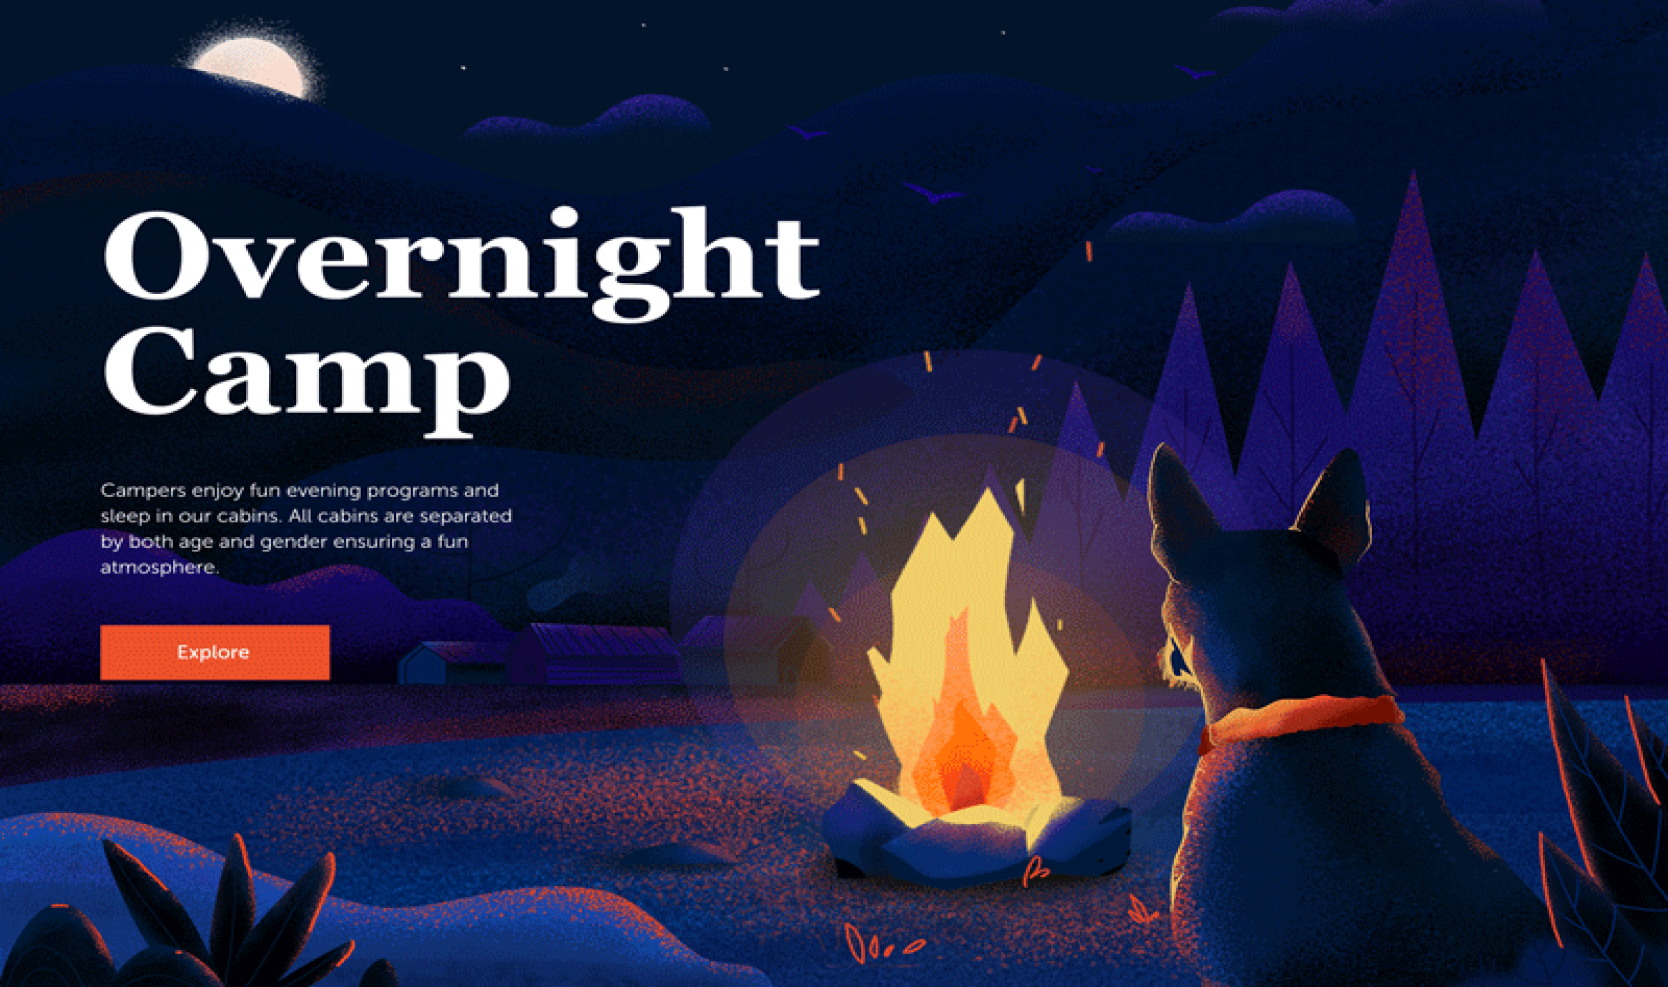 Overnight
Camp
Campers enjoy fun evening programs and
sleep in our cabins. All cabins are separated
by both age and gender ensuring a fun
atmosphere.
Explore